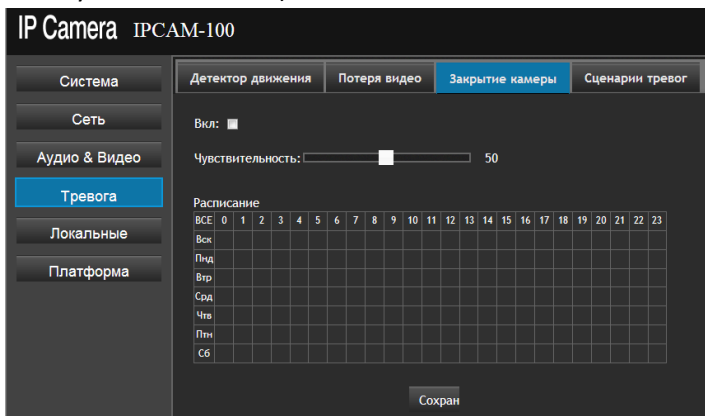 IP Camera IPCAM-100
Система
Сеть
Аудио & Видео
Тревога
Локальные
Платформа
Детектор движения Потеря видео Закрытие камеры Сценарии тревог
Вкл:
Чувствительность: 50
Расписание
ВСЕ 0 1 2 3 4 5 6 7 8 9 10 11 12 13 14 15 16 17 18 19 20 21 22 23
Вск
Пнд
Втр
Срд
Чтв
Птн
Сб
Сохран